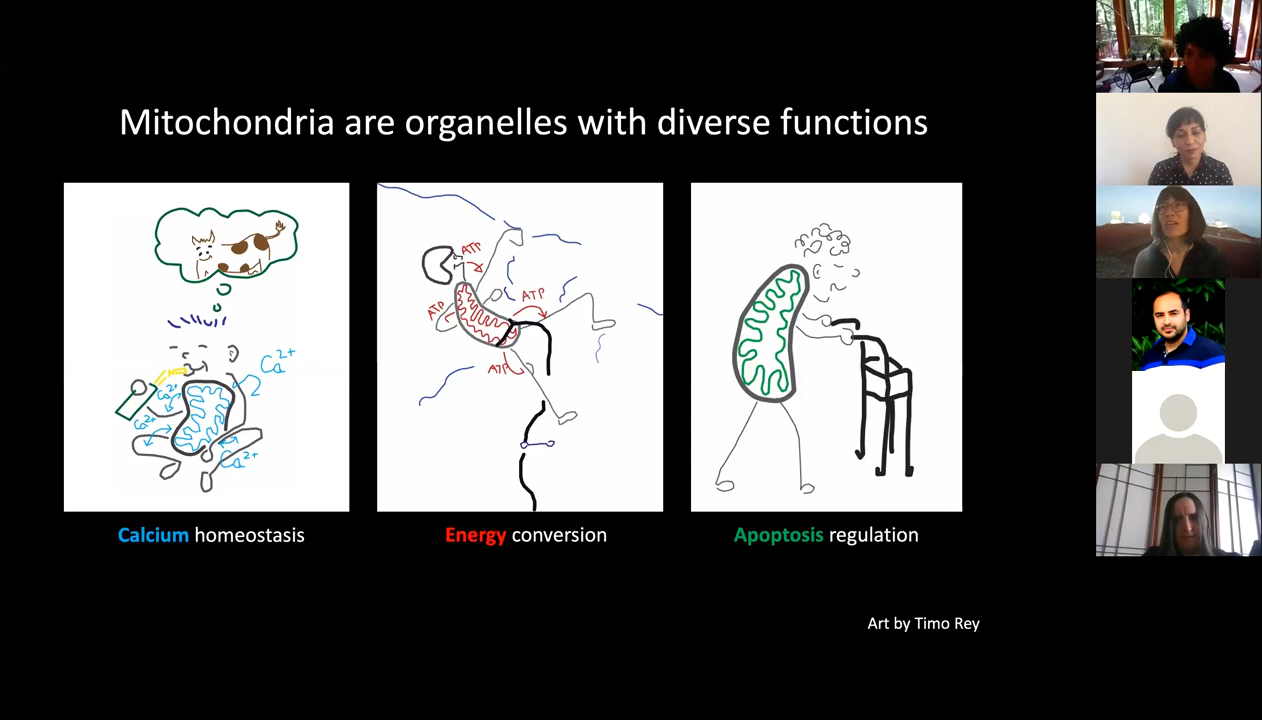 Mitochondria are organelles with diverse functions
Ca²⁺
Ca²⁺
Ca²⁺
Ca²⁺
ATP
ATP
ATP
ATP
Calcium homeostasis
Energy conversion
Apoptosis regulation
Art by Timo Rey